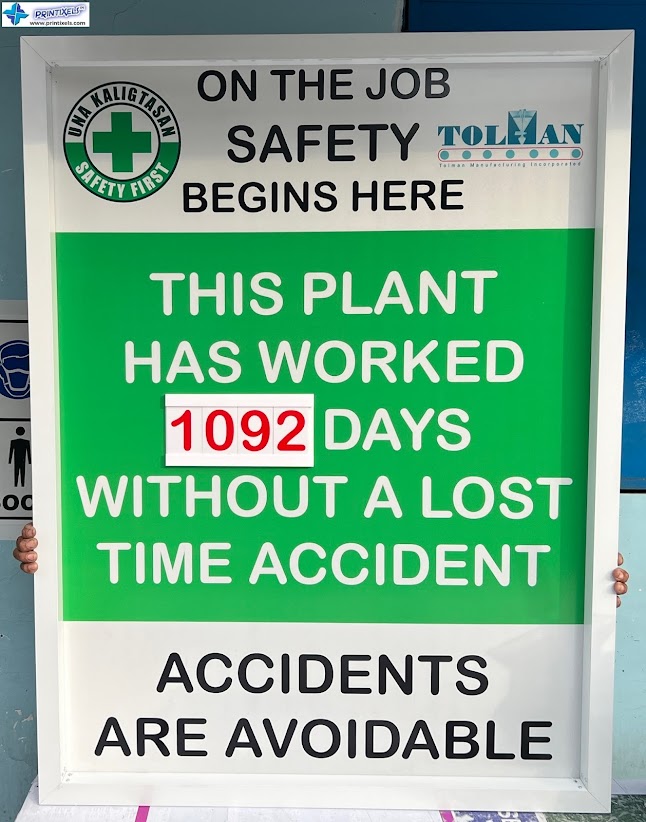 PRINTIXELS
www.printixels.com
ON THE JOB
SAFETY
BEGINS HERE
UNA KALIGTASAN
SAFETY FIRST
TOLMAN
Tolman Manufacturing Incorporated
THIS PLANT
HAS WORKED
1092 DAYS
WITHOUT A LOST
TIME ACCIDENT
ACCIDENTS
ARE AVOIDABLE